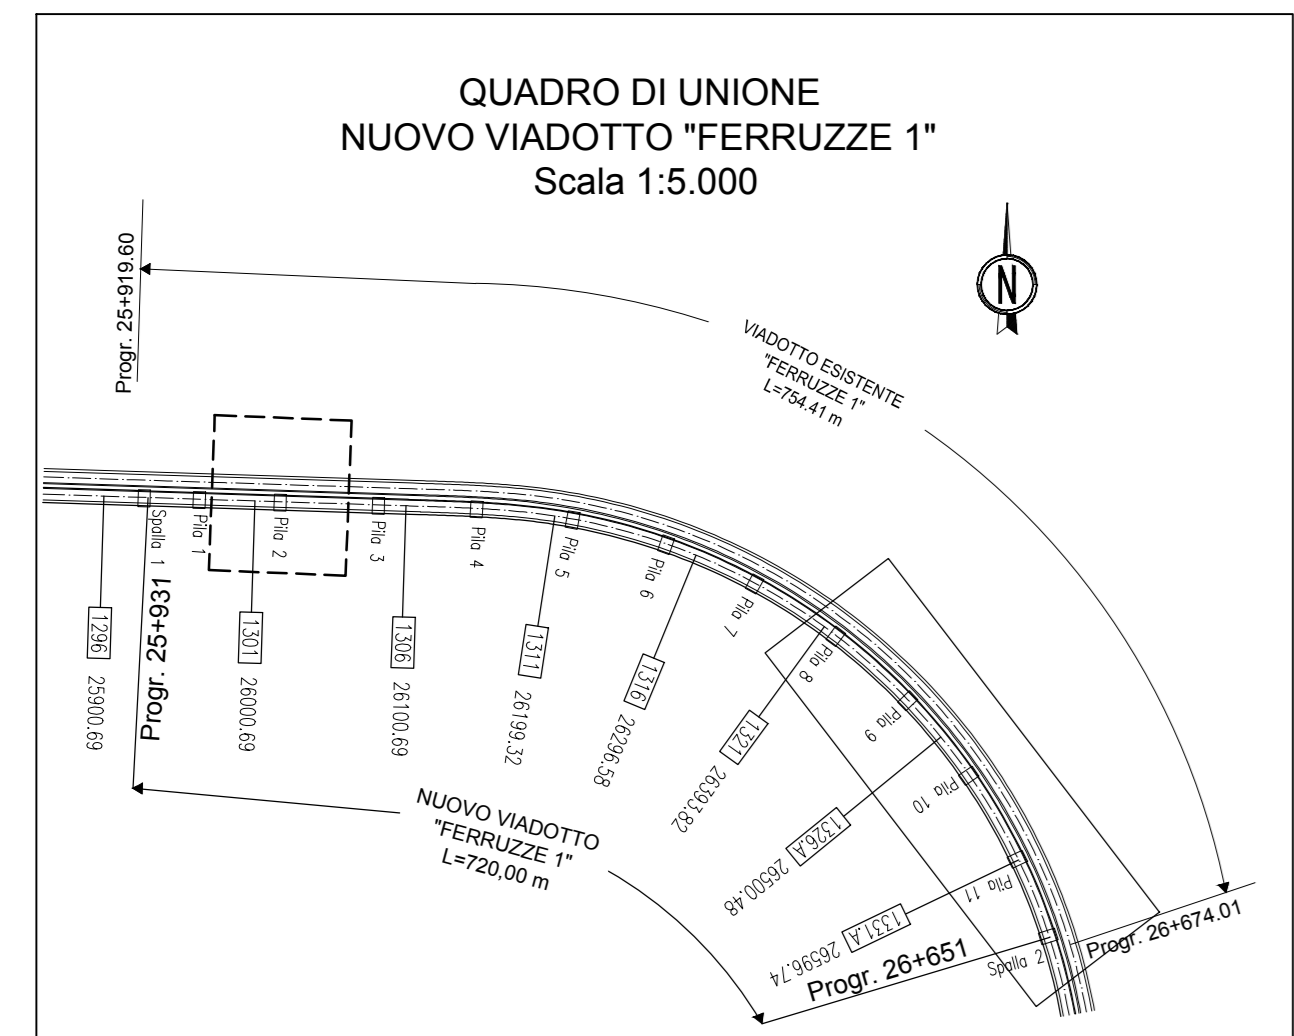 QUADRO DI UNIONE
NUOVO VIADOTTO "FERRUZZE 1"
Scala 1:5.000
Progr. 25+919.60
N
VIADOTTO ESISTENTE
"FERRUZZE 1"
L=754.41 m
Spalla 1
Pila 1
Pila 2
Pila 3
Pila 4
Pila 5
Pila 6
Pila 7
Pila 8
Pila 9
Pila 10
Pila 11
Spalla 2
1296 25900.69
Progr. 25+931
1301 26000.69
1306 26100.69
1311 26199.32
1316 26296.58
1321 26393.82
1326.A 26500.48
1331.A 26596.74
NUOVO VIADOTTO
"FERRUZZE 1"
L=720,00 m
Progr. 26+651
Progr. 26+674.01